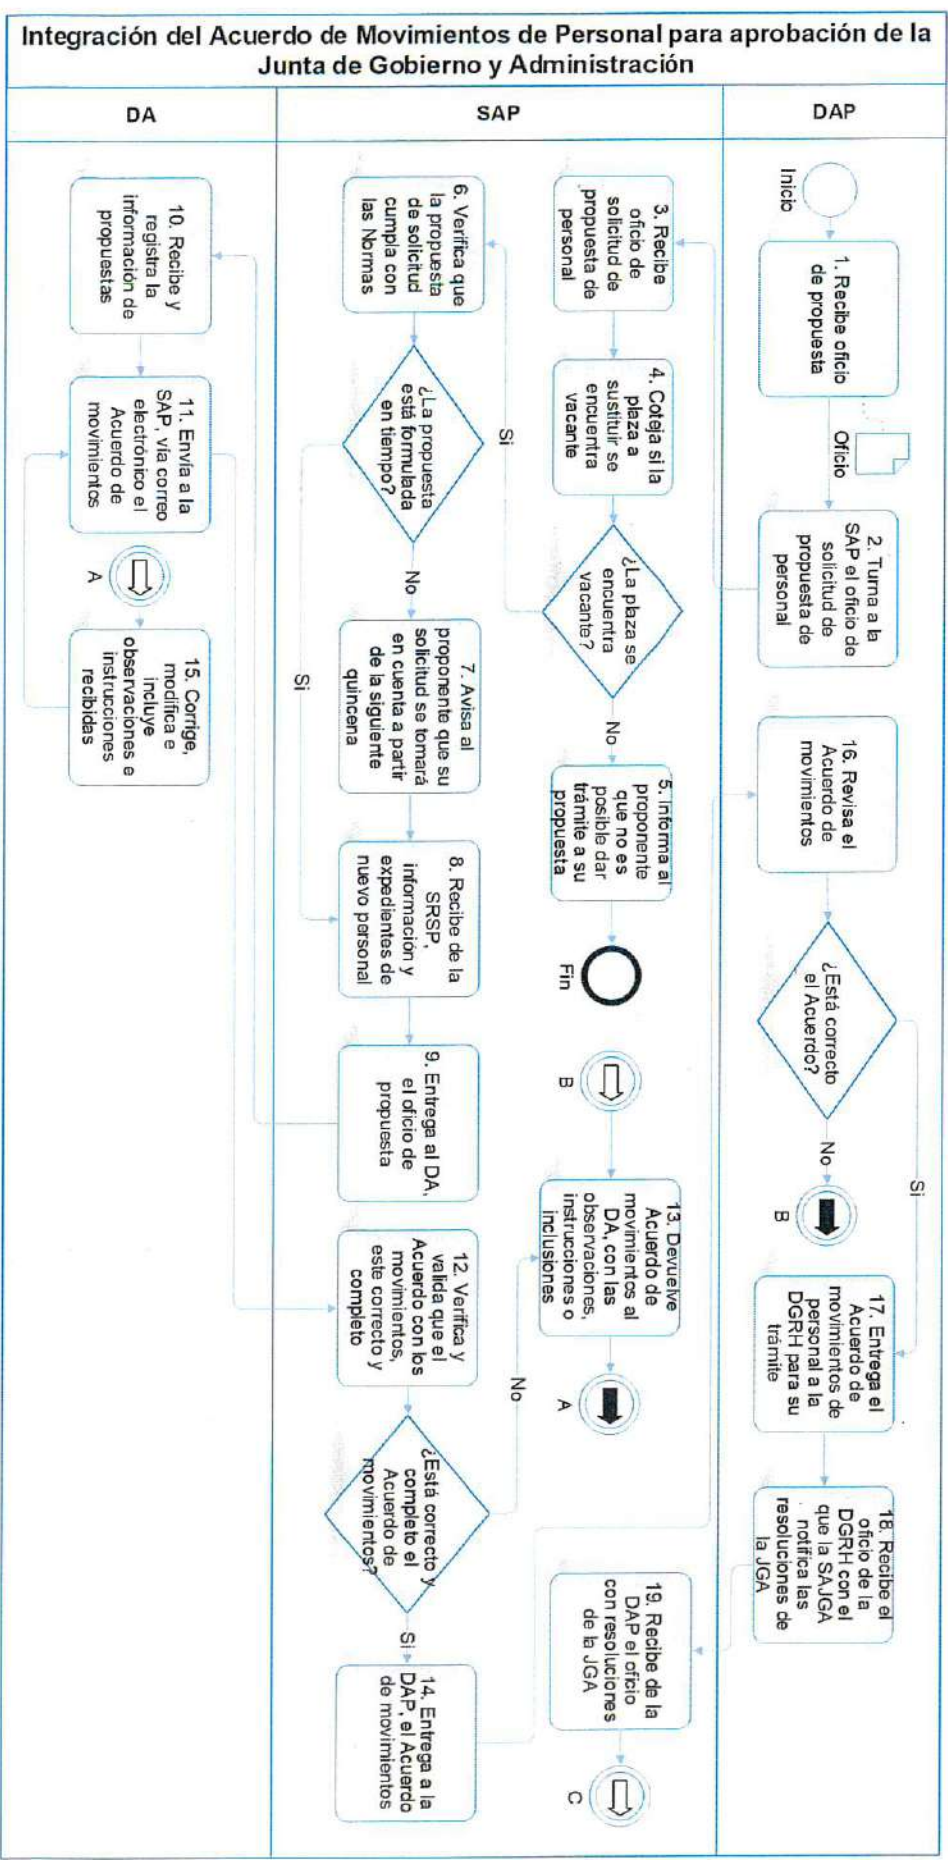 Integración del Acuerdo de Movimientos de Personal para aprobación de la
Junta de Gobierno y Administración
DA
SAP
DAP
Inicio
1. Recibe oficio
de propuesta
Oficio
2. Turna a la
SAP el oficio de
solicitud de
propuesta de
personal
3. Recibe
oficio de
solicitud de
propuesta de
personal
4. Coteja si la
plaza a
sustituir se
encuentra
vacante
¿La plaza se
encuentra
vacante?
No
Si
5. Informa al
proponente
que no es
posible dar
trámite a su
propuesta
Fin
6. Verifica que
la propuesta
de solicitud
cumpla con
las Normas
¿La propuesta
está formulada
en tiempo?
No
Si
7. Avisa al
proponente que su
solicitud se tomará
en cuenta a partir
de la siguiente
quincena
8. Recibe de la
SRSP,
información y
expedientes de
nuevo personal
9. Entrega al DA,
el oficio de
propuesta
10. Recibe y
registra la
información de
propuestas
11. Envía a la
SAP, vía correo
electrónico el
Acuerdo de
movimientos
A
15. Corrige,
modifica e
incluye
observaciones e
instrucciones
recibidas
12. Verifica y
valida que el
Acuerdo con los
movimientos,
este correcto y
completo
¿Está correcto y
completo el
Acuerdo de
movimientos?
No
Si
B
13. Devuelve
Acuerdo de
movimientos al
DA, con las
observaciones,
instrucciones o
inclusiones
A
14. Entrega a la
DAP, el Acuerdo
de movimientos
16. Revisa el
Acuerdo de
movimientos
¿Está correcto
el Acuerdo?
No
Si
B
17. Entrega el
Acuerdo de
movimientos de
personal a la
DGRH para su
trámite
18. Recibe el
oficio de la
DGRH con el
que la SAJGA
notifica las
resoluciones de
la JGA
19. Recibe de la
DAP el oficio
con resoluciones
de la JGA
C